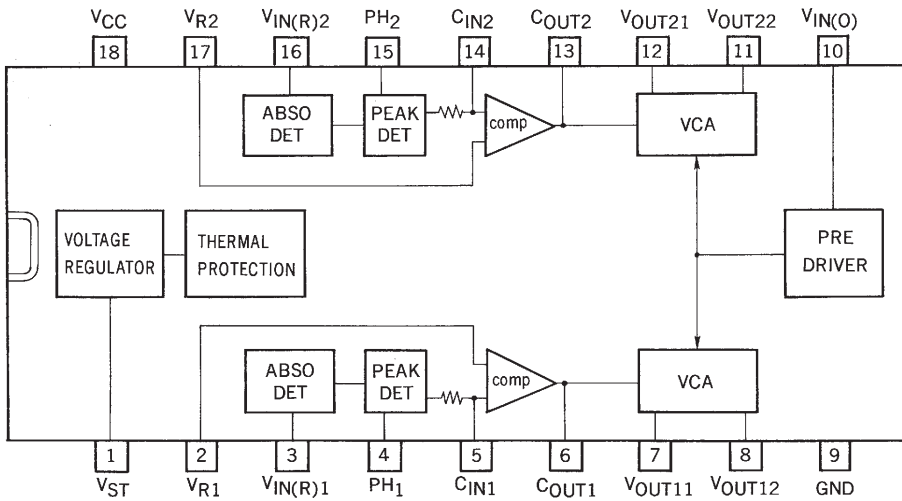 VCC VR2 VIN(R)2 PH2 CIN2 COUT2 VOUT21 VOUT22 VIN(O)
18 17 16 15 14 13 12 11 10
ABSO
DET
PEAK
DET
comp
VCA
VOLTAGE
REGULATOR
THERMAL
PROTECTION
PRE
DRIVER
ABSO
DET
PEAK
DET
comp
VCA
1 2 3 4 5 6 7 8 9
VST VR1 VIN(R)1 PH1 CIN1 COUT1 VOUT11 VOUT12 GND